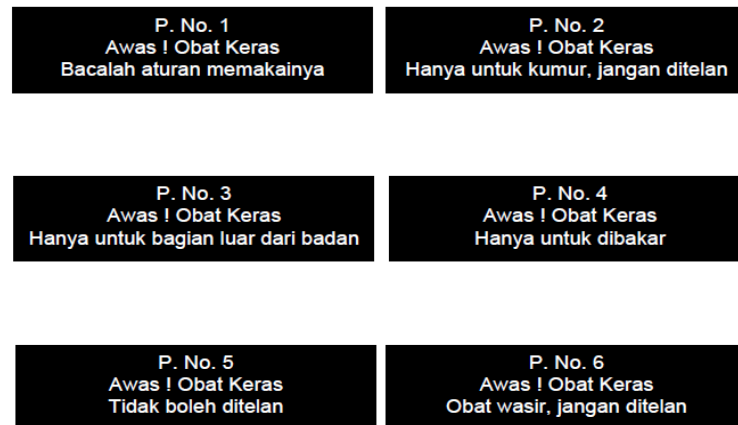 P. No. 1
Awas ! Obat Keras
Bacalah aturan memakainya
P. No. 2
Awas ! Obat Keras
Hanya untuk kumur, jangan ditelan
P. No. 3
Awas ! Obat Keras
Hanya untuk bagian luar dari badan
P. No. 4
Awas ! Obat Keras
Hanya untuk dibakar
P. No. 5
Awas ! Obat Keras
Tidak boleh ditelan
P. No. 6
Awas ! Obat Keras
Obat wasir, jangan ditelan